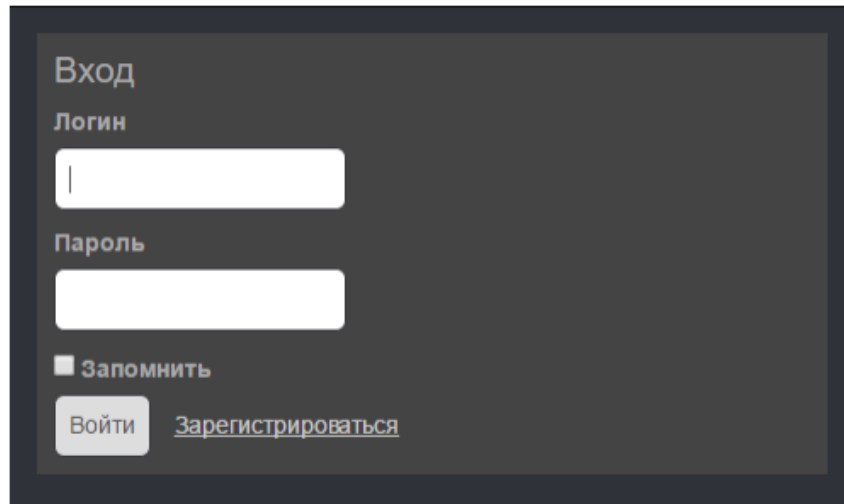 Вход
Логин
Пароль
Запомнить
Войти Зарегистрироваться